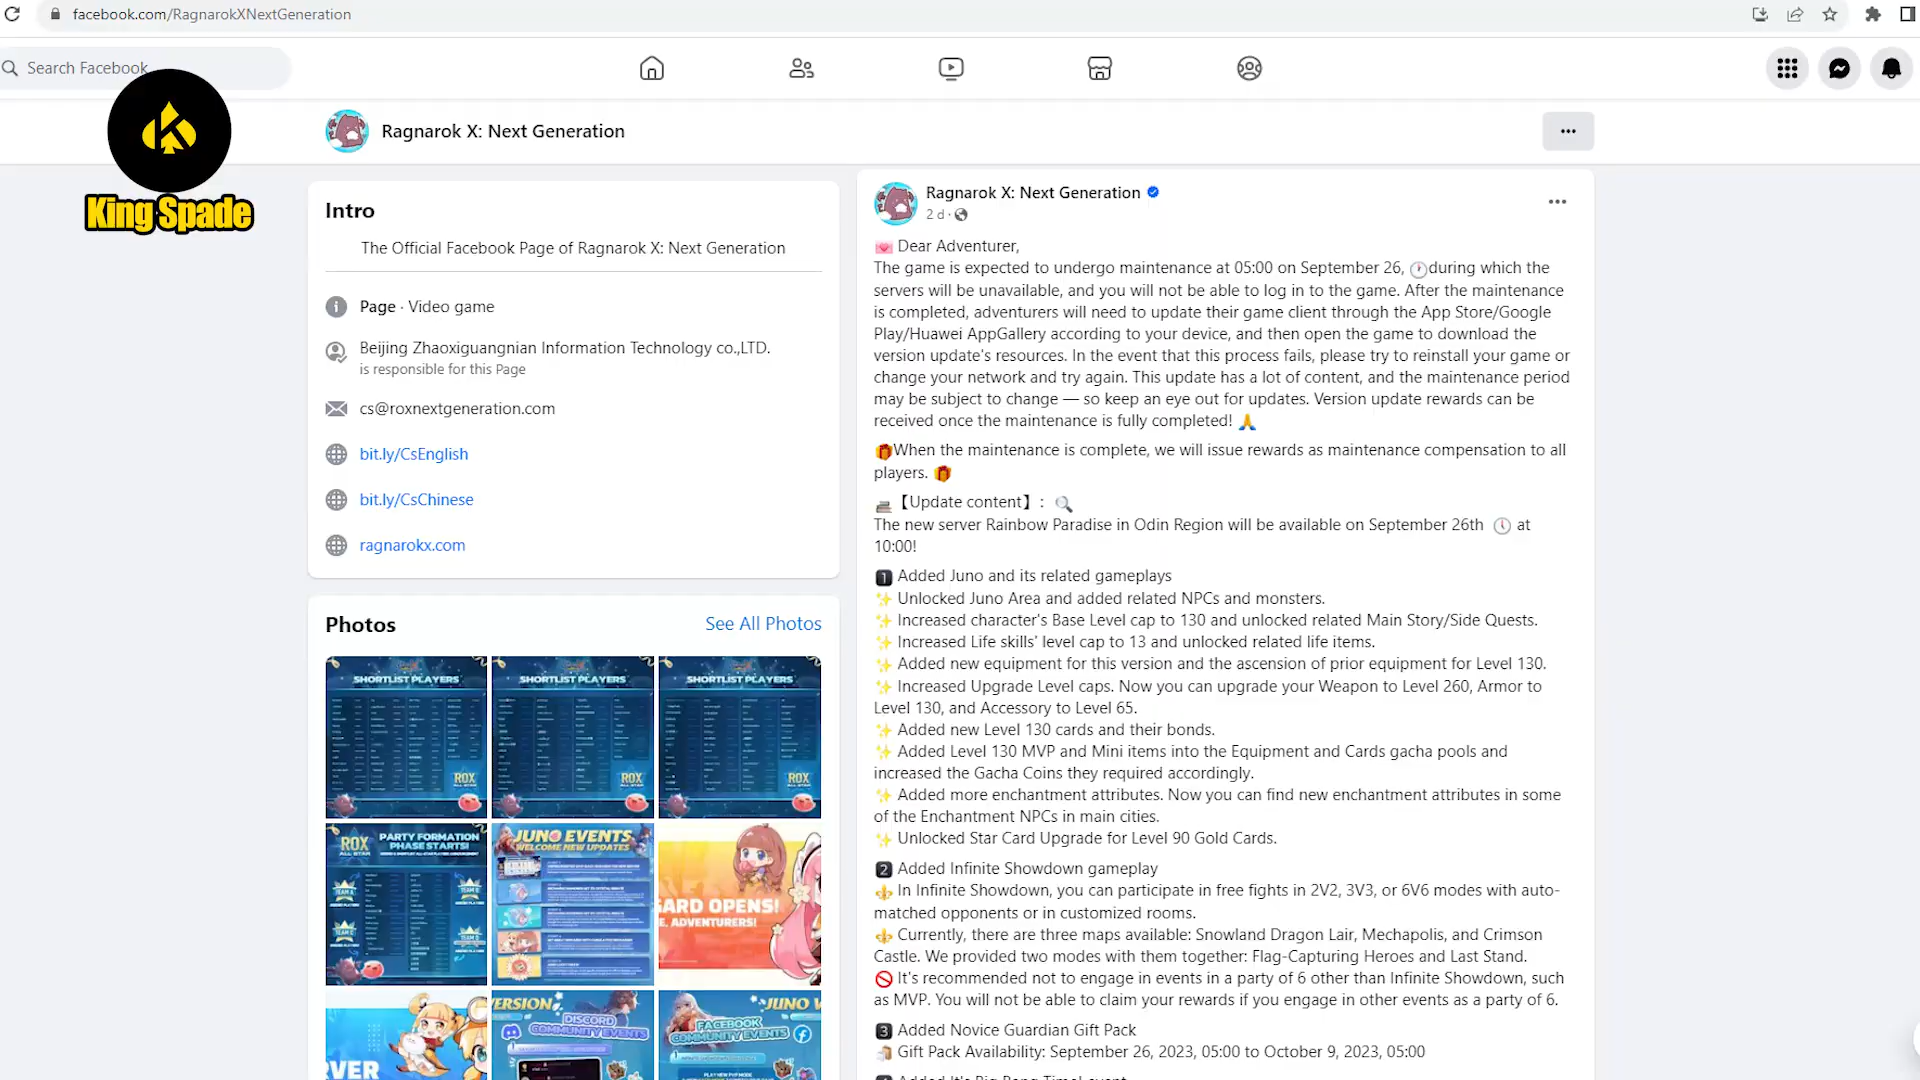 facebook.com/RagnarokXNextGeneration
Search Facebook
King Spade
Ragnarok X: Next Generation
Intro
The Official Facebook Page of Ragnarok X: Next Generation
Page · Video game
Beijing Zhaoxiguangnian Information Technology co.,LTD.
is responsible for this Page
cs@roxnextgeneration.com
bit.ly/CsEnglish
bit.ly/CsChinese
ragnarokx.com
Photos
See All Photos
SHORTLIST PLAYERS
SHORTLIST PLAYERS
SHORTLIST PLAYERS
ROX
ROX
ROX
ROX
PARTY FORMATION
PHASE STARTS!
JUNO EVENTS
WELCOME NEW UPDATES
GARD OPENS!
E, ADVENTURERS!
RVER
VERSION
DISCORD
COMMUNITY EVENTS
JUNO V
FACEBOOK
COMMUNITY EVENTS
Ragnarok X: Next Generation
2 d ·
Dear Adventurer,
The game is expected to undergo maintenance at 05:00 on September 26, during which the
servers will be unavailable, and you will not be able to log in to the game. After the maintenance
is completed, adventurers will need to update their game client through the App Store/Google
Play/Huawei AppGallery according to your device, and then open the game to download the
version update's resources. In the event that this process fails, please try to reinstall your game or
change your network and try again. This update has a lot of content, and the maintenance period
may be subject to change — so keep an eye out for updates. Version update rewards can be
received once the maintenance is fully completed!
When the maintenance is complete, we will issue rewards as maintenance compensation to all
players.
【Update content】:
The new server Rainbow Paradise in Odin Region will be available on September 26th at
10:00!
1 Added Juno and its related gameplays
Unlocked Juno Area and added related NPCs and monsters.
Increased character's Base Level cap to 130 and unlocked related Main Story/Side Quests.
Increased Life skills' level cap to 13 and unlocked related life items.
Added new equipment for this version and the ascension of prior equipment for Level 130.
Increased Upgrade Level caps. Now you can upgrade your Weapon to Level 260, Armor to
Level 130, and Accessory to Level 65.
Added new Level 130 cards and their bonds.
Added Level 130 MVP and Mini items into the Equipment and Cards gacha pools and
increased the Gacha Coins they required accordingly.
Added more enchantment attributes. Now you can find new enchantment attributes in some
of the Enchantment NPCs in main cities.
Unlocked Star Card Upgrade for Level 90 Gold Cards.
2 Added Infinite Showdown gameplay
In Infinite Showdown, you can participate in free fights in 2V2, 3V3, or 6V6 modes with auto-
matched opponents or in customized rooms.
Currently, there are three maps available: Snowland Dragon Lair, Mechapolis, and Crimson
Castle. We provided two modes with them together: Flag-Capturing Heroes and Last Stand.
It's recommended not to engage in events in a party of 6 other than Infinite Showdown, such
as MVP. You will not be able to claim your rewards if you engage in other events as a party of 6.
3 Added Novice Guardian Gift Pack
Gift Pack Availability: September 26, 2023, 05:00 to October 9, 2023, 05:00
Added It's Big Bang Time! event